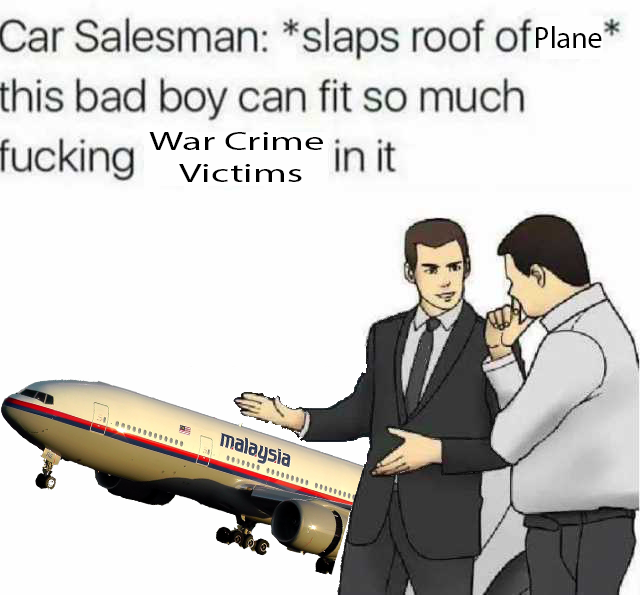 Car Salesman: *slaps roof of Plane*
this bad boy can fit so much
fucking War Crime Victims in it
malaysia